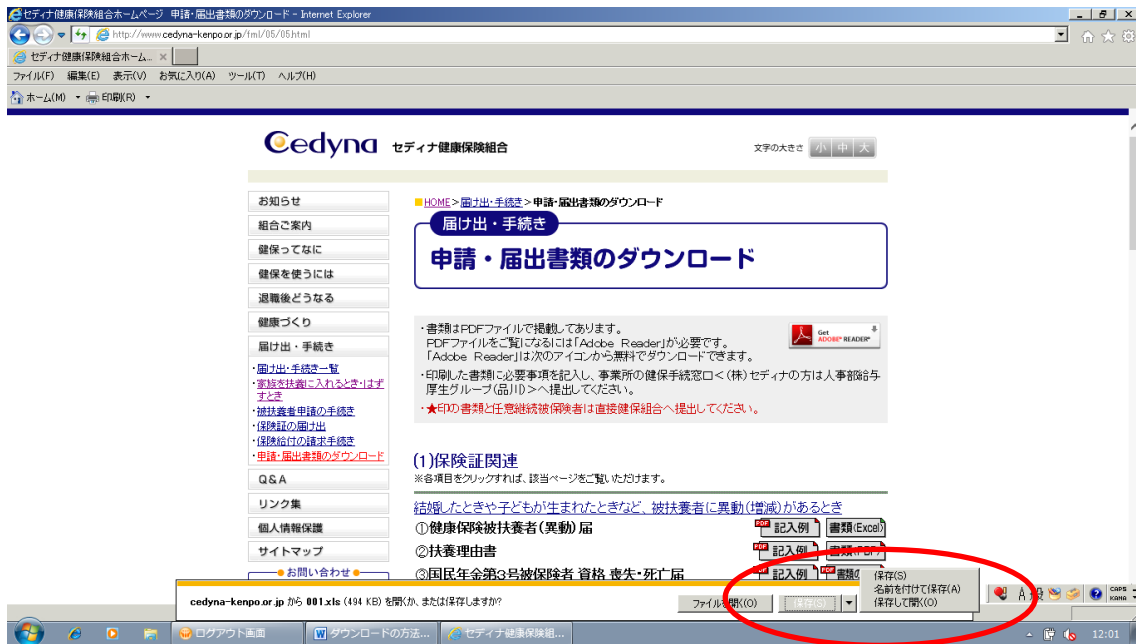 セディナ健康保険組合ホームページ 申請・届出書類のダウンロード - Internet Explorer
http://www.cedyna-kenpo.or.jp/tml/05/05.html
セディナ健康保険組合ホーム...
ファイル(F) 編集(E) 表示(V) お気に入り(A) ツール(T) ヘルプ(H)
ホーム(M) 印刷(R)
Cedyna セディナ健康保険組合
文字の大きさ 小 中 大
お知らせ
組合ご案内
健保ってなに
健保を使うには
退職後どうなる
健康づくり
届け出・手続き
・届け出・手続き一覧
・家族を扶養に入れるとき・はず
すとき
・被扶養者申請の手続き
・保険証の届け出
・保険給付の請求手続き
・申請・届出書類のダウンロード
Q&A
リンク集
個人情報保護
サイトマップ
お問い合わせ
HOME>届け出・手続き>申請・届出書類のダウンロード
届け出・手続き
申請・届出書類のダウンロード
・書類はPDFファイルで掲載してあります。
PDFファイルをご覧になるには「Adobe Reader」が必要です。
「Adobe Reader」は次のアイコンから無料でダウンロードできます。
Get
ADOBE® READER®
・印刷した書類に必要事項を記入し、事業所の健保手続窓口<(株)セディナの方は人事部給与
厚生グループ(品川)>へ提出してください。
・★印の書類と任意継続被保険者は直接健保組合へ提出してください。
(1)保険証関連
※各項目をクリックすれば、該当ページをご覧いただけます。
結婚したときや子どもが生まれたときなど、被扶養者に異動(増減)があるとき
①健康保険被扶養者(異動)届 PDF 記入例 書類(Excel)
②扶養理由書 PDF 記入例 書類(PDF)
③国民年金第3号被保険者 資格 喪失・死亡届 PDF 記入例 PDF 書類の
保存(S)
名前を付けて保存(A)
保存して開く(O)
cedyna-kenpo.or.jp から 001.xls (494 KB) を開くか、または保存しますか?
ファイルを開く(O) 保存(S)
A 般 CAPS
KANA
ログアウト画面 ダウンロードの方法... セディナ健康保険組... 12:01